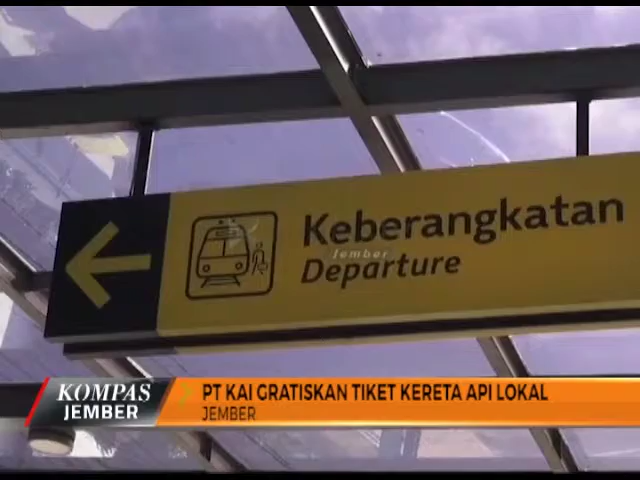 Keberangkatan
Jember
Departure
KOMPAS
JEMBER
PT KAI GRATISKAN TIKET KERETA API LOKAL
JEMBER